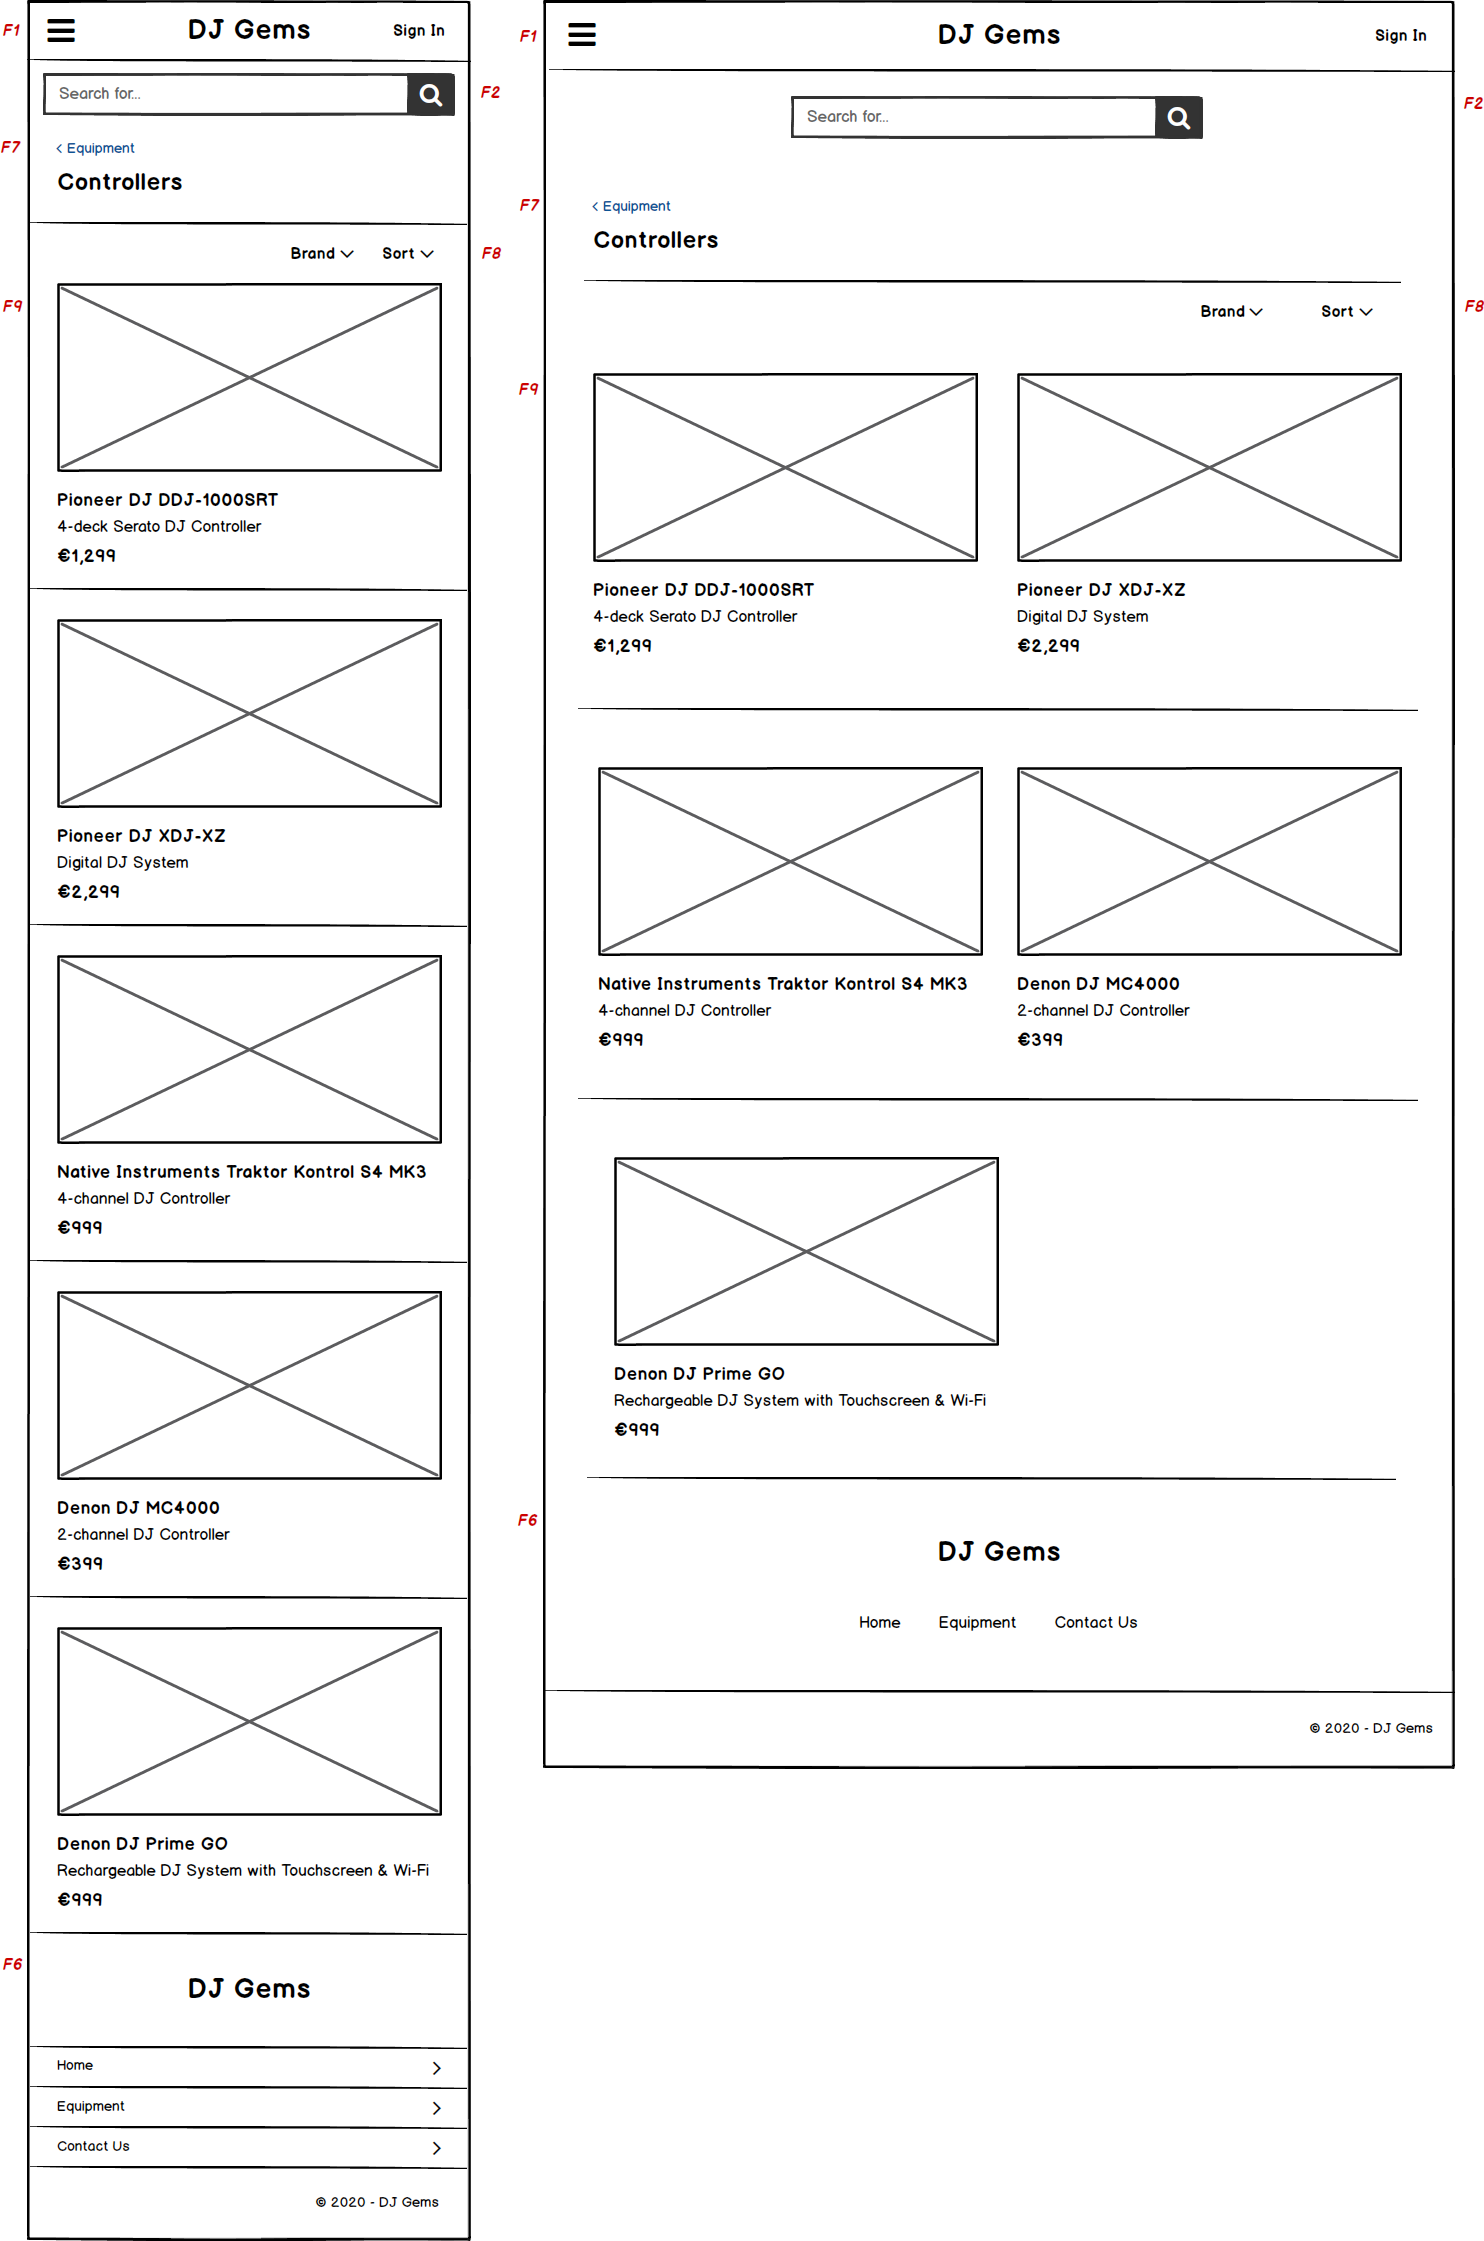 F1
DJ Gems
Sign In
Search for...
F2
F7
Equipment
Controllers
Brand
Sort
F8
F9
Pioneer DJ DDJ-1000SRT
4-deck Serato DJ Controller
€1,299
Pioneer DJ XDJ-XZ
Digital DJ System
€2,299
Native Instruments Traktor Kontrol S4 MK3
4-channel DJ Controller
€999
Denon DJ MC4000
2-channel DJ Controller
€399
Denon DJ Prime GO
Rechargeable DJ System with Touchscreen & Wi-Fi
€999
F6
DJ Gems
Home
Equipment
Contact Us
© 2020 - DJ Gems
F1
DJ Gems
Sign In
Search for...
F2
F7
Equipment
Controllers
Brand
Sort
F8
F9
Pioneer DJ DDJ-1000SRT
4-deck Serato DJ Controller
€1,299
Pioneer DJ XDJ-XZ
Digital DJ System
€2,299
Native Instruments Traktor Kontrol S4 MK3
4-channel DJ Controller
€999
Denon DJ MC4000
2-channel DJ Controller
€399
Denon DJ Prime GO
Rechargeable DJ System with Touchscreen & Wi-Fi
€999
F6
DJ Gems
Home Equipment Contact Us
© 2020 - DJ Gems